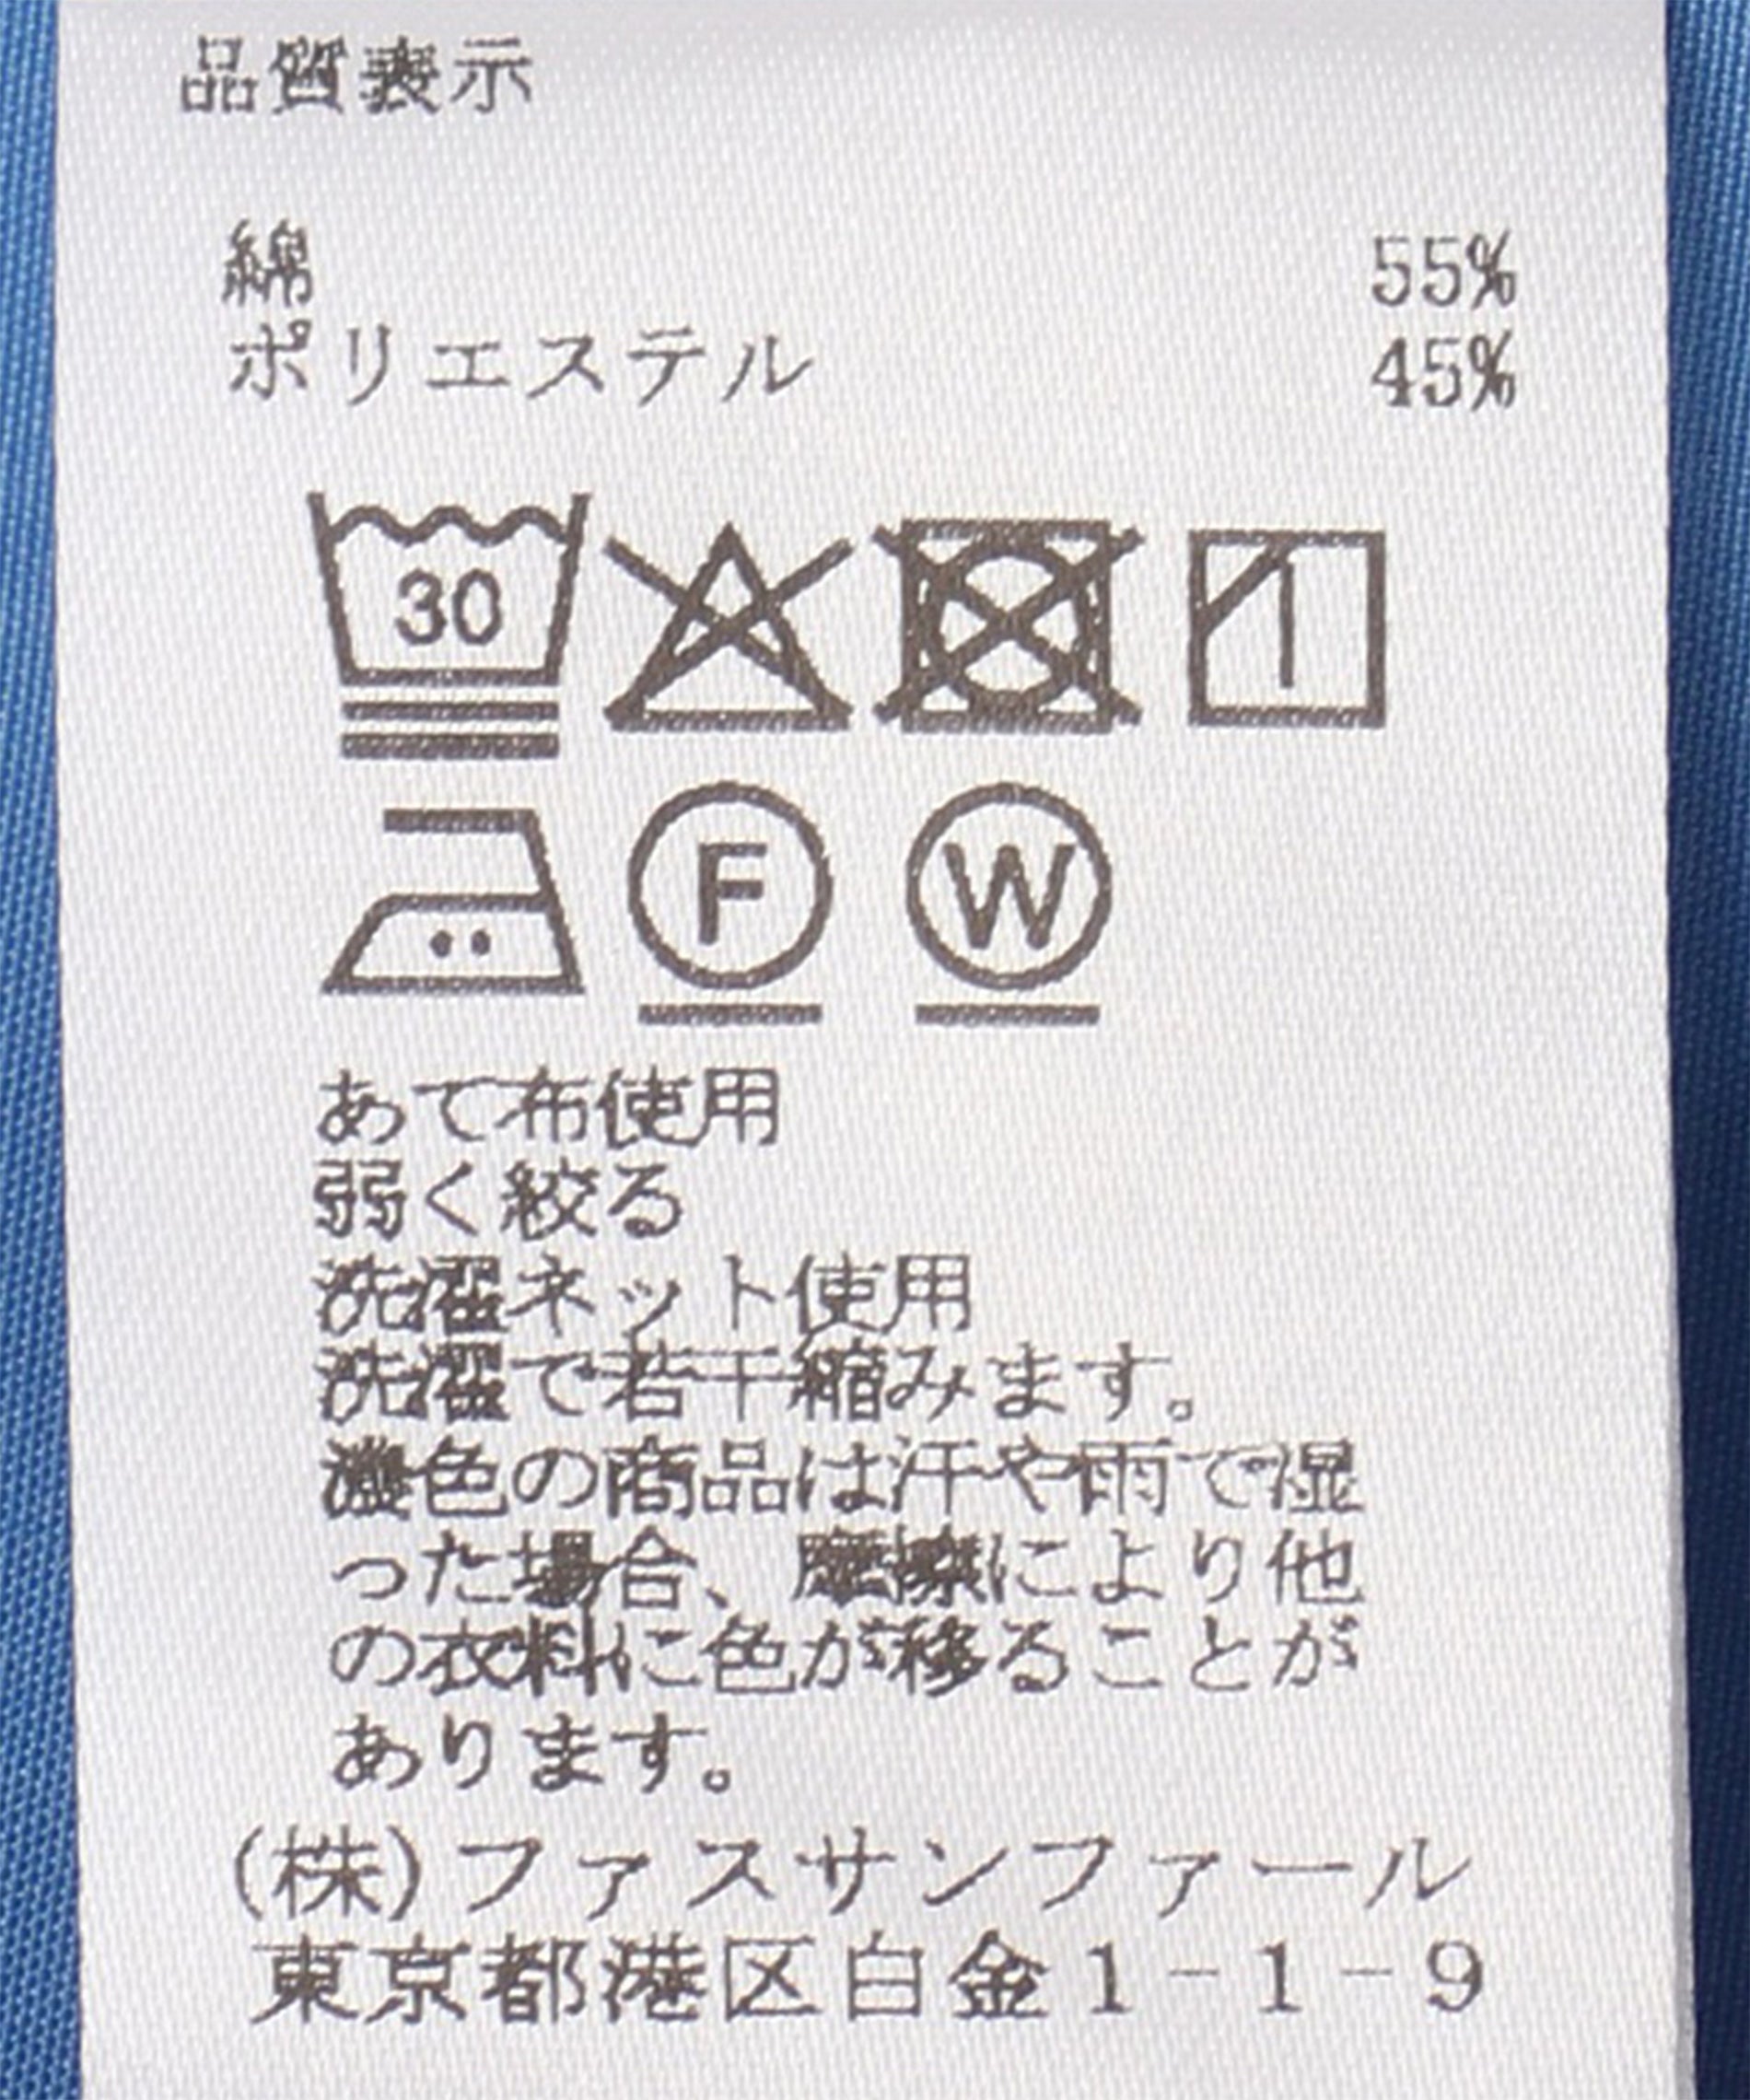 品質表示
綿 55%
ポリエステル 45%
30
F W
あて布使用
弱く絞る
洗濯ネット使用
洗濯で若干縮みます。
濃色の商品は汗や雨で湿
った場合、摩擦により他
の衣料に色が移ることが
あります。
(株)ファスサンファール
東京都港区白金1-1-9